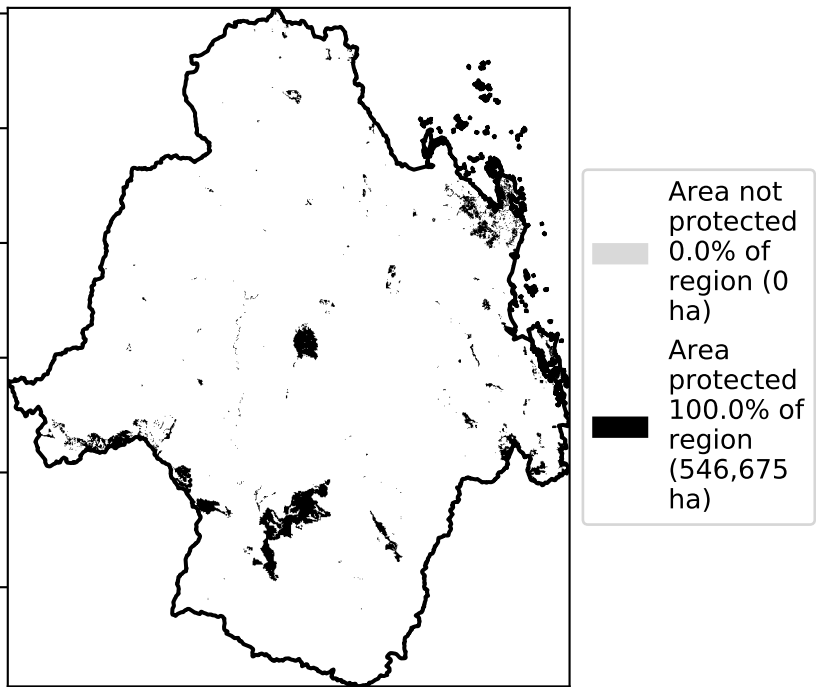 Area not
protected
0.0% of
region (0
ha)
Area
protected
100.0% of
region
(546,675
ha)